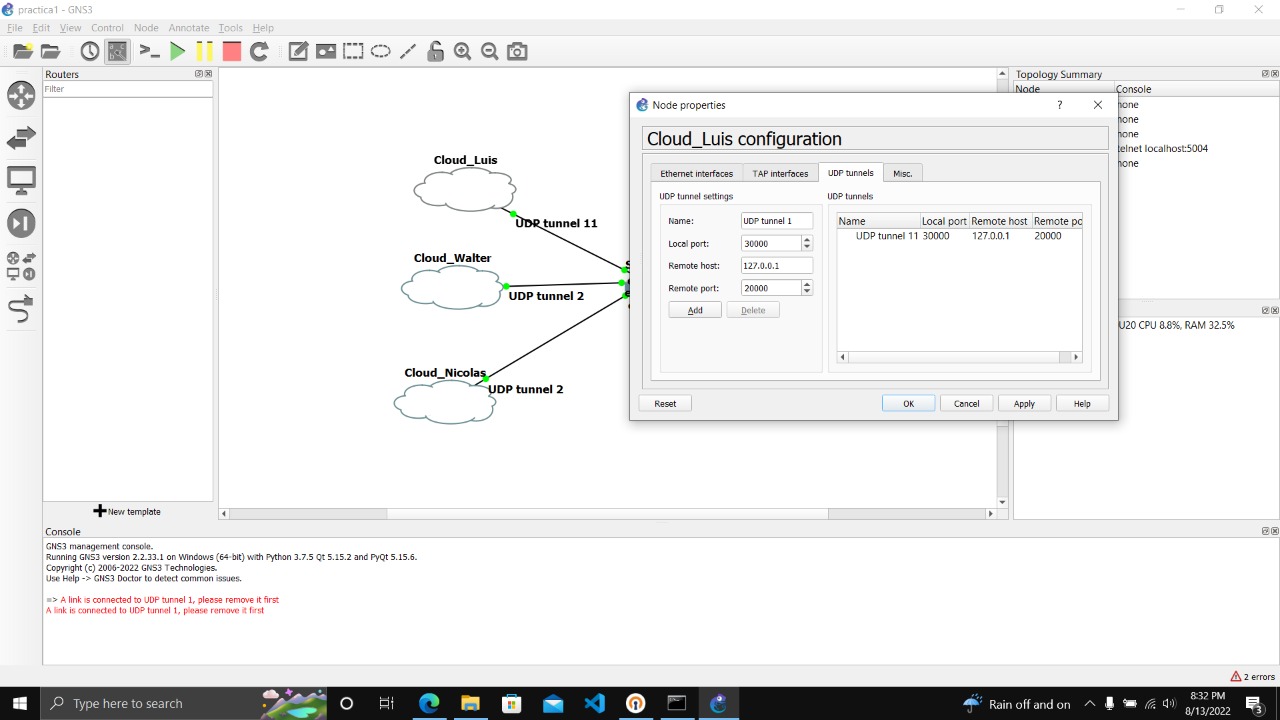 practica1 - GNS3
File Edit View Control Node Annotate Tools Help
Routers
Filter
New template
Cloud_Luis
UDP tunnel 11
Cloud_Walter
UDP tunnel 2
Cloud_Nicolas
UDP tunnel 2
Topology Summary
Node Console
none
none
none
telnet localhost:5004
none
U20 CPU 8.8%, RAM 32.5%
Node properties
?
Cloud_Luis configuration
Ethernet interfaces TAP interfaces UDP tunnels Misc.
UDP tunnel settings
Name: UDP tunnel 1
Local port: 30000
Remote host: 127.0.0.1
Remote port: 20000
Add Delete
UDP tunnels
Name Local port Remote host Remote po
UDP tunnel 11 30000 127.0.0.1 20000
Reset OK Cancel Apply Help
Console
GNS3 management console.
Running GNS3 version 2.2.33.1 on Windows (64-bit) with Python 3.7.5 Qt 5.15.2 and PyQt 5.15.6.
Copyright (c) 2006-2022 GNS3 Technologies.
Use Help -> GNS3 Doctor to detect common issues.
=> A link is connected to UDP tunnel 1, please remove it first
A link is connected to UDP tunnel 1, please remove it first
2 errors
Type here to search
Rain off and on
8:32 PM
8/13/2022
3